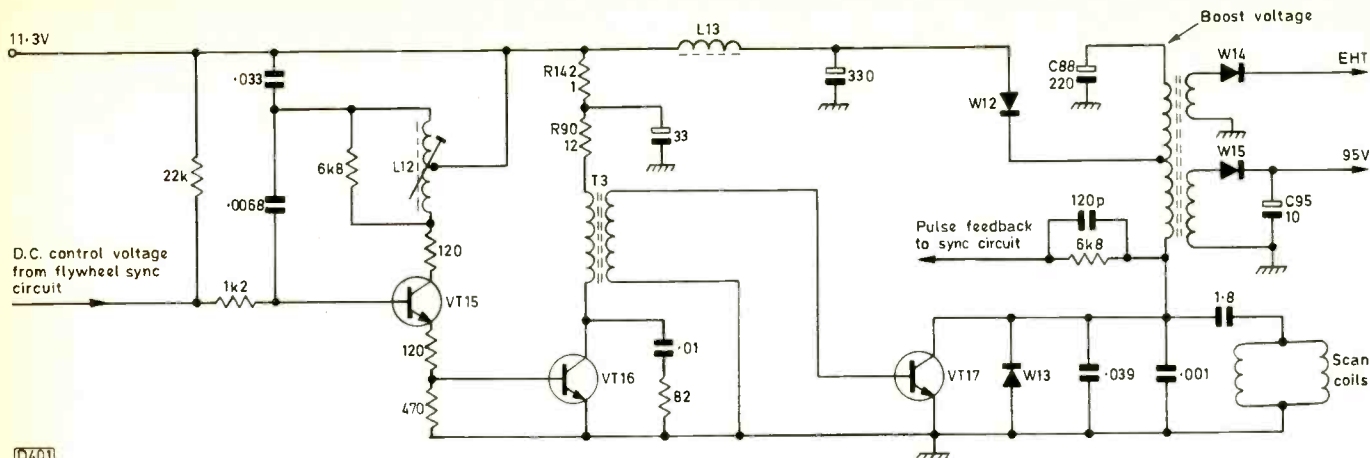 11·3V
·033
22k
6k8
L12
·0068
120
D.C. control voltage
from flywheel sync
circuit
1k2
VT15
120
470
R142
1
R90
12
33
T3
VT16
·01
82
L13
330
W12
Boost voltage
C88
220
W14
EHT
W15
95V
C95
10
Pulse feedback
to sync circuit
120p
6k8
VT17
W13
·039
·001
1·8
Scan
coils
D401